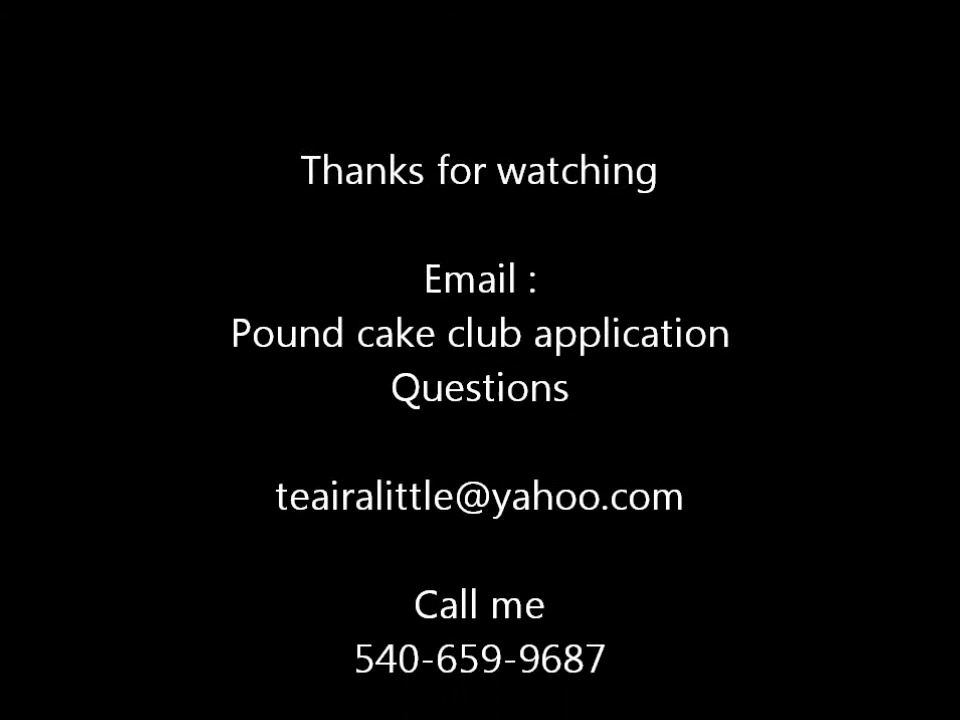 Thanks for watching
Email :
Pound cake club application
Questions
teairalittle@yahoo.com
Call me
540-659-9687